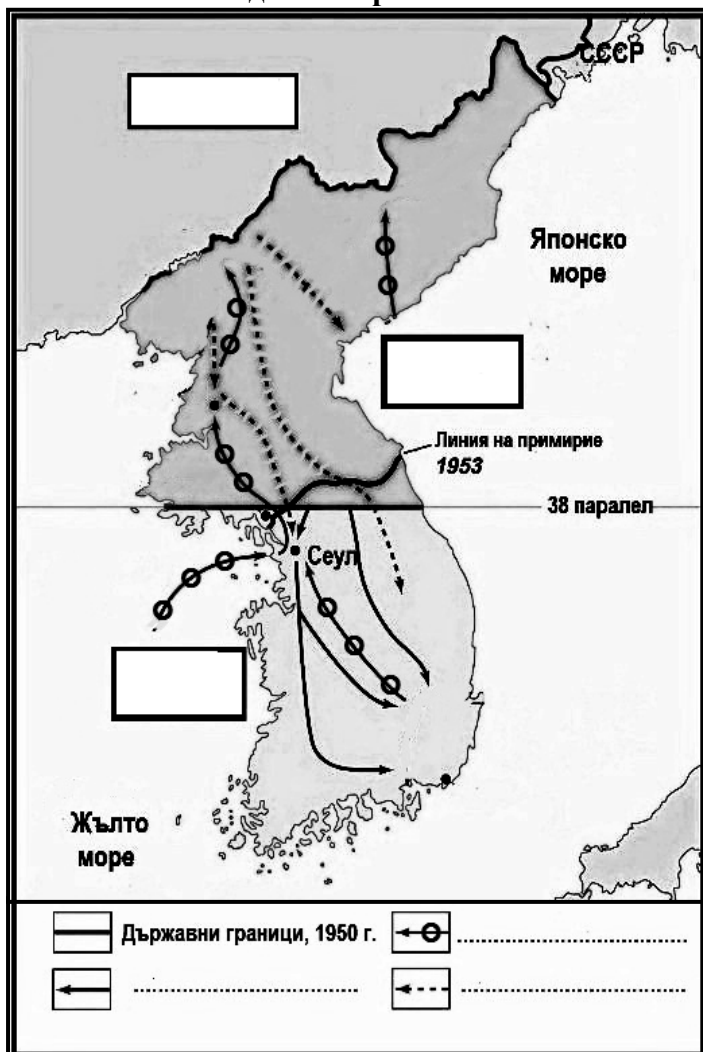 СССР
Японско
море
Линия на примирие
1953
38 паралел
Сеул
Жълто
море
Държавни граници, 1950 г. ..............................
.............................. ..............................